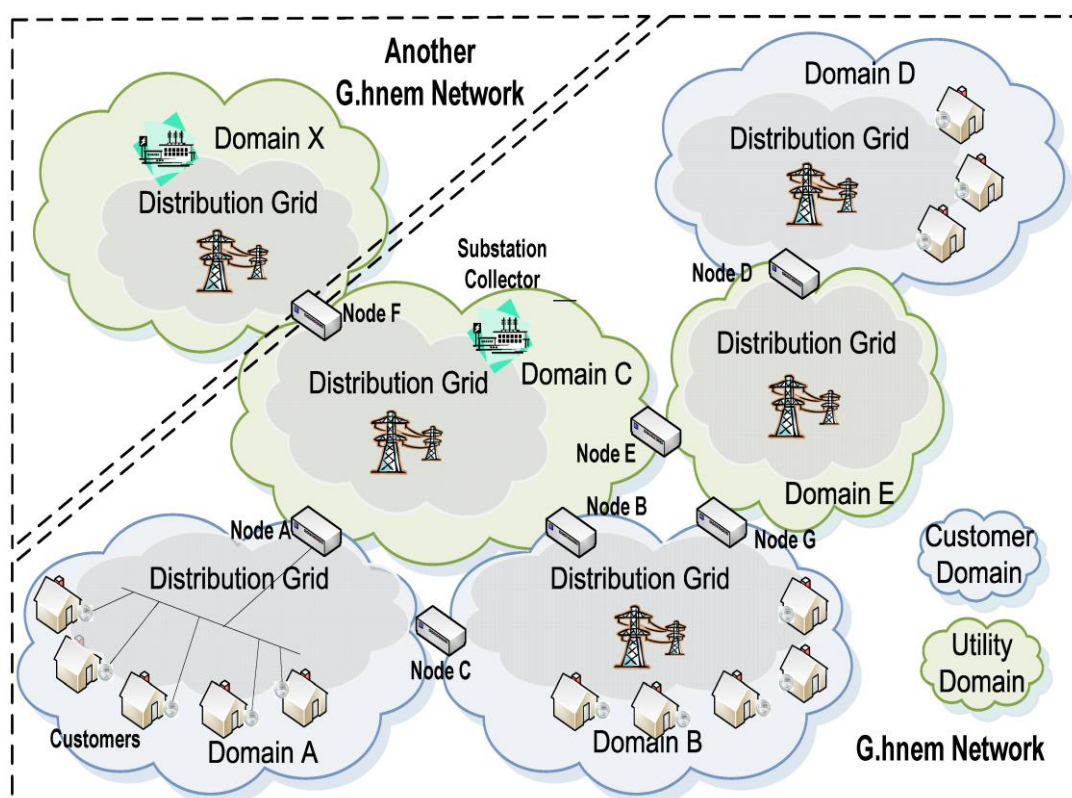 Another
G.hnem Network
Domain X
Distribution Grid
Domain D
Distribution Grid
Substation
Collector
Node D
Node F
Distribution Grid
Domain C
Distribution Grid
Node E
Domain E
Node A
Node B
Node G
Distribution Grid
Distribution Grid
Customer
Domain
Node C
Utility
Domain
Customers
Domain A
Domain B
G.hnem Network